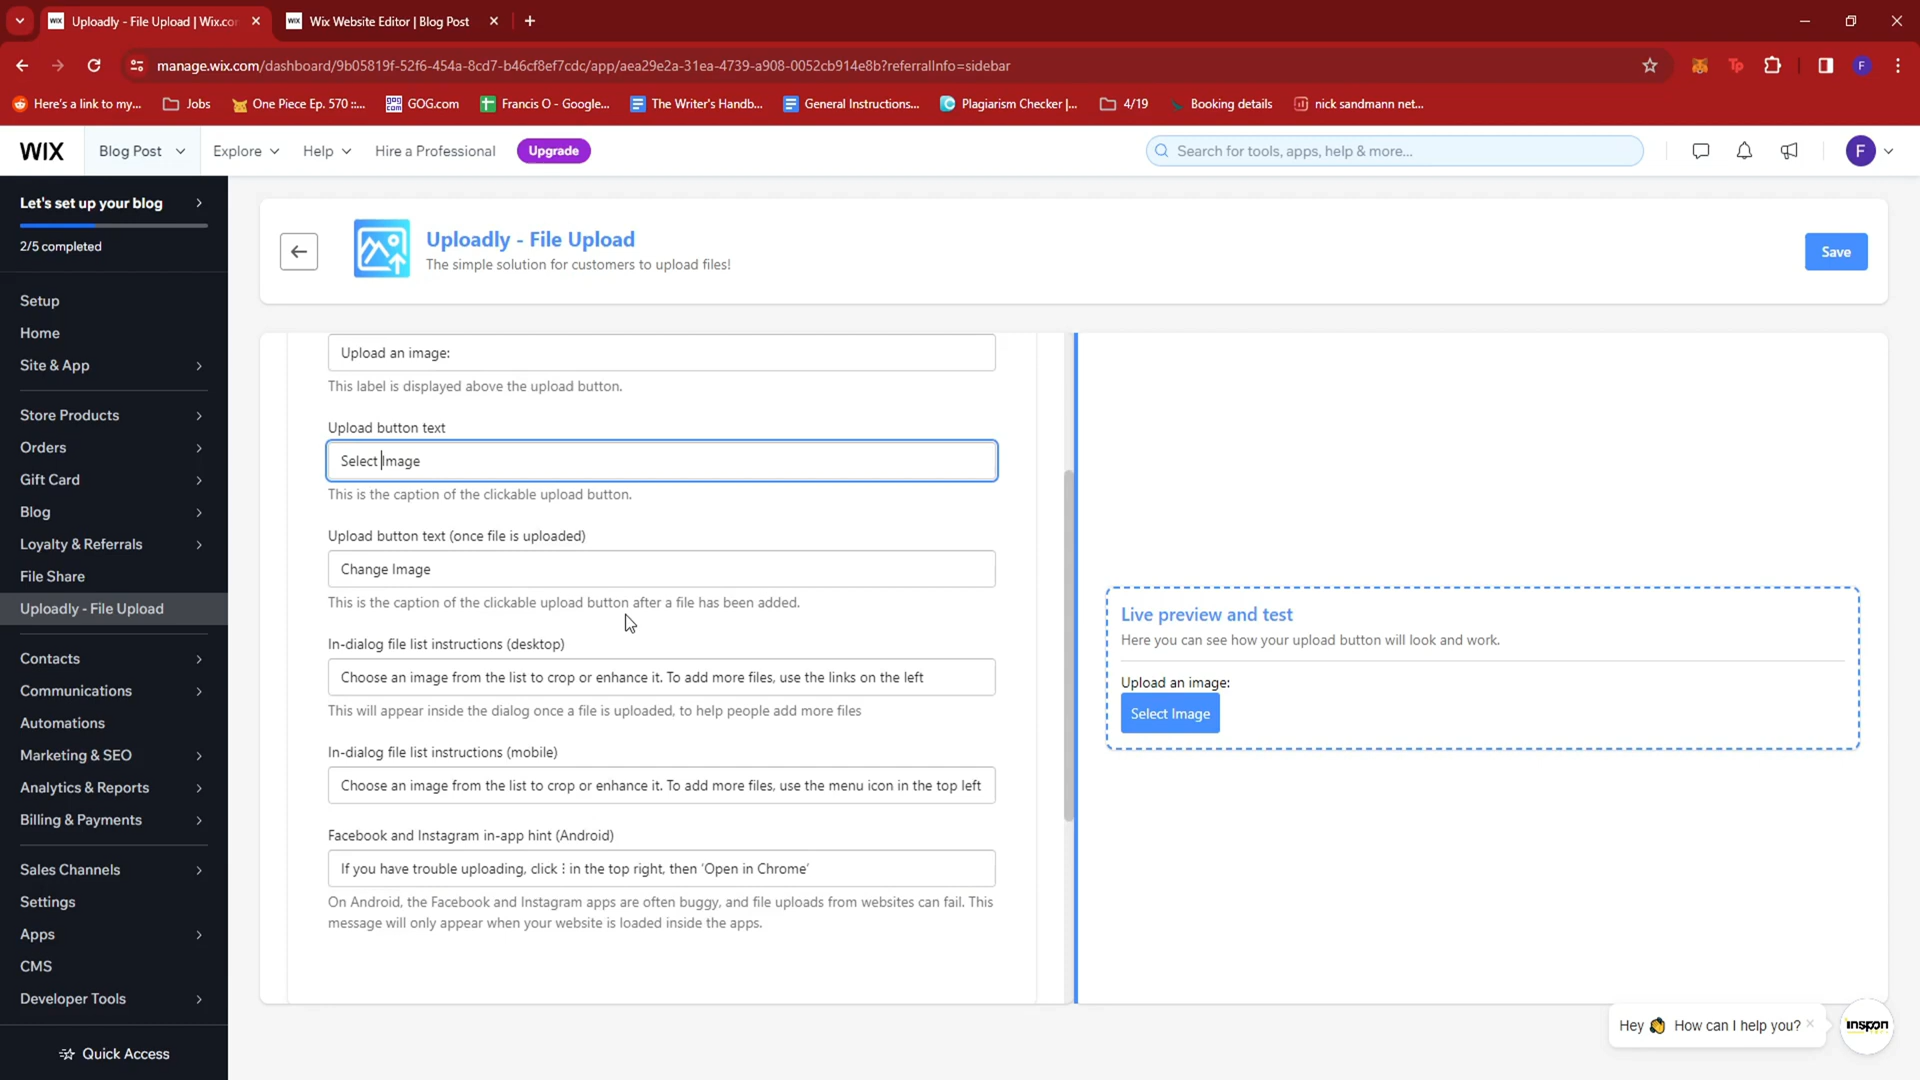 Uploadly - File Upload | Wix.co
Wix Website Editor | Blog Post
manage.wix.com/dashboard/9b05819f-52f6-454a-8cd7-b46cf8ef7cdc/app/aea29e2a-31ea-4739-a908-0052cb914e8b?referralInfo=sidebar
Here's a link to my...
Jobs
One Piece Ep. 570 ::...
GOG.com
Francis O - Google...
The Writer's Handb...
General Instructions...
Plagiarism Checker |...
4/19
Booking details
nick sandmann net...
WIX
Blog Post
Explore
Help
Hire a Professional
Upgrade
Search for tools, apps, help & more...
F
Let's set up your blog
2/5 completed
Setup
Home
Site & App
Store Products
Orders
Gift Card
Blog
Loyalty & Referrals
File Share
Uploadly - File Upload
Contacts
Communications
Automations
Marketing & SEO
Analytics & Reports
Billing & Payments
Sales Channels
Settings
Apps
CMS
Developer Tools
Quick Access
Uploadly - File Upload
The simple solution for customers to upload files!
Save
Upload an image:
This label is displayed above the upload button.
Upload button text
Select Image
This is the caption of the clickable upload button.
Upload button text (once file is uploaded)
Change Image
This is the caption of the clickable upload button after a file has been added.
In-dialog file list instructions (desktop)
Choose an image from the list to crop or enhance it. To add more files, use the links on the left
This will appear inside the dialog once a file is uploaded, to help people add more files
In-dialog file list instructions (mobile)
Choose an image from the list to crop or enhance it. To add more files, use the menu icon in the top left
Facebook and Instagram in-app hint (Android)
If you have trouble uploading, click ⋮ in the top right, then 'Open in Chrome'
On Android, the Facebook and Instagram apps are often buggy, and file uploads from websites can fail. This
message will only appear when your website is loaded inside the apps.
Live preview and test
Here you can see how your upload button will look and work.
Upload an image:
Select Image
Hey 👋 How can I help you?
inspon